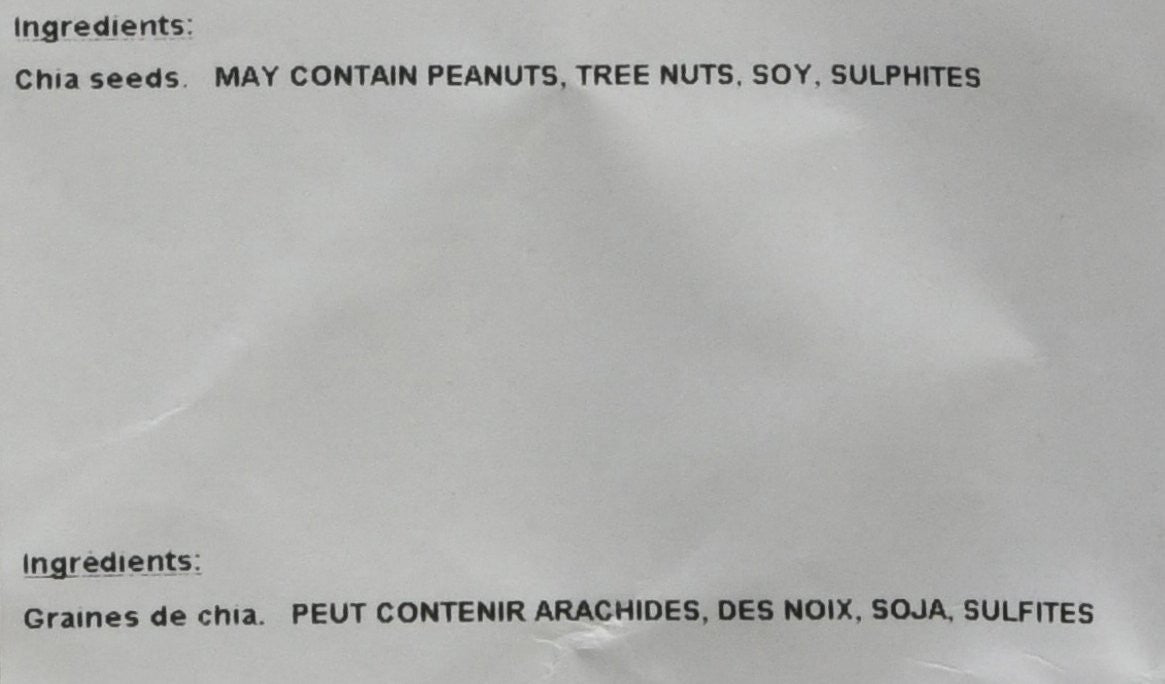 Ingredients:
Chia seeds. MAY CONTAIN PEANUTS, TREE NUTS, SOY, SULPHITES
Ingrédients:
Graines de chia. PEUT CONTENIR ARACHIDES, DES NOIX, SOJA, SULFITES